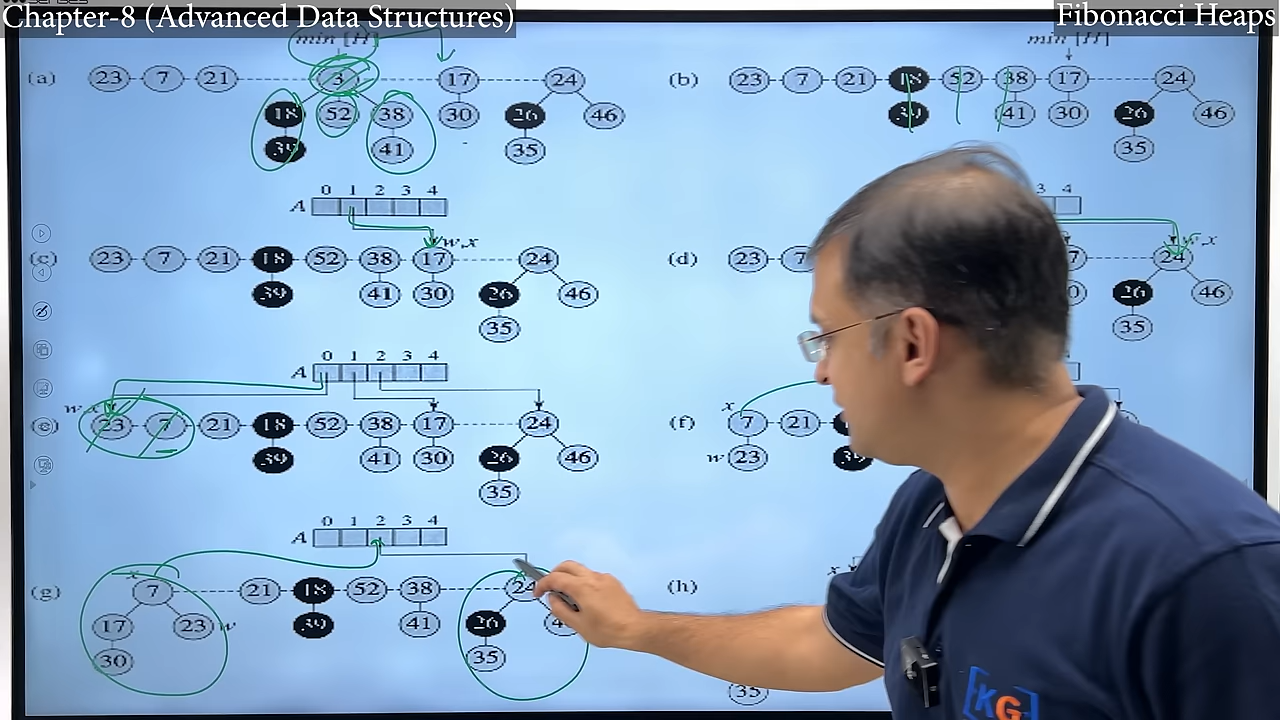 Chapter-8 (Advanced Data Structures)
Fibonacci Heaps
min [H]
(a) 23 7 21 3 17 24
18 52 38 30 26 46
39 41 35
min [H]
(b) 23 7 21 18 52 38 17 24
39 41 30 26 46
35
0 1 2 3 4
A
w,x
(c) 23 7 21 18 52 38 17 24
39 41 30 26 46
35
3 4
w,x
(d) 23 7 24
26 46
35
0 1 2 3 4
A
(e) 23 7 21 18 52 38 17 24
39 41 30 26 46
35
x
(f) 7 21
w 23 39
0 1 2 3 4
A
x
(g) 7 21 18 52 38 24
17 23 w 39 41 26
30 35
x
(h)
35
KG